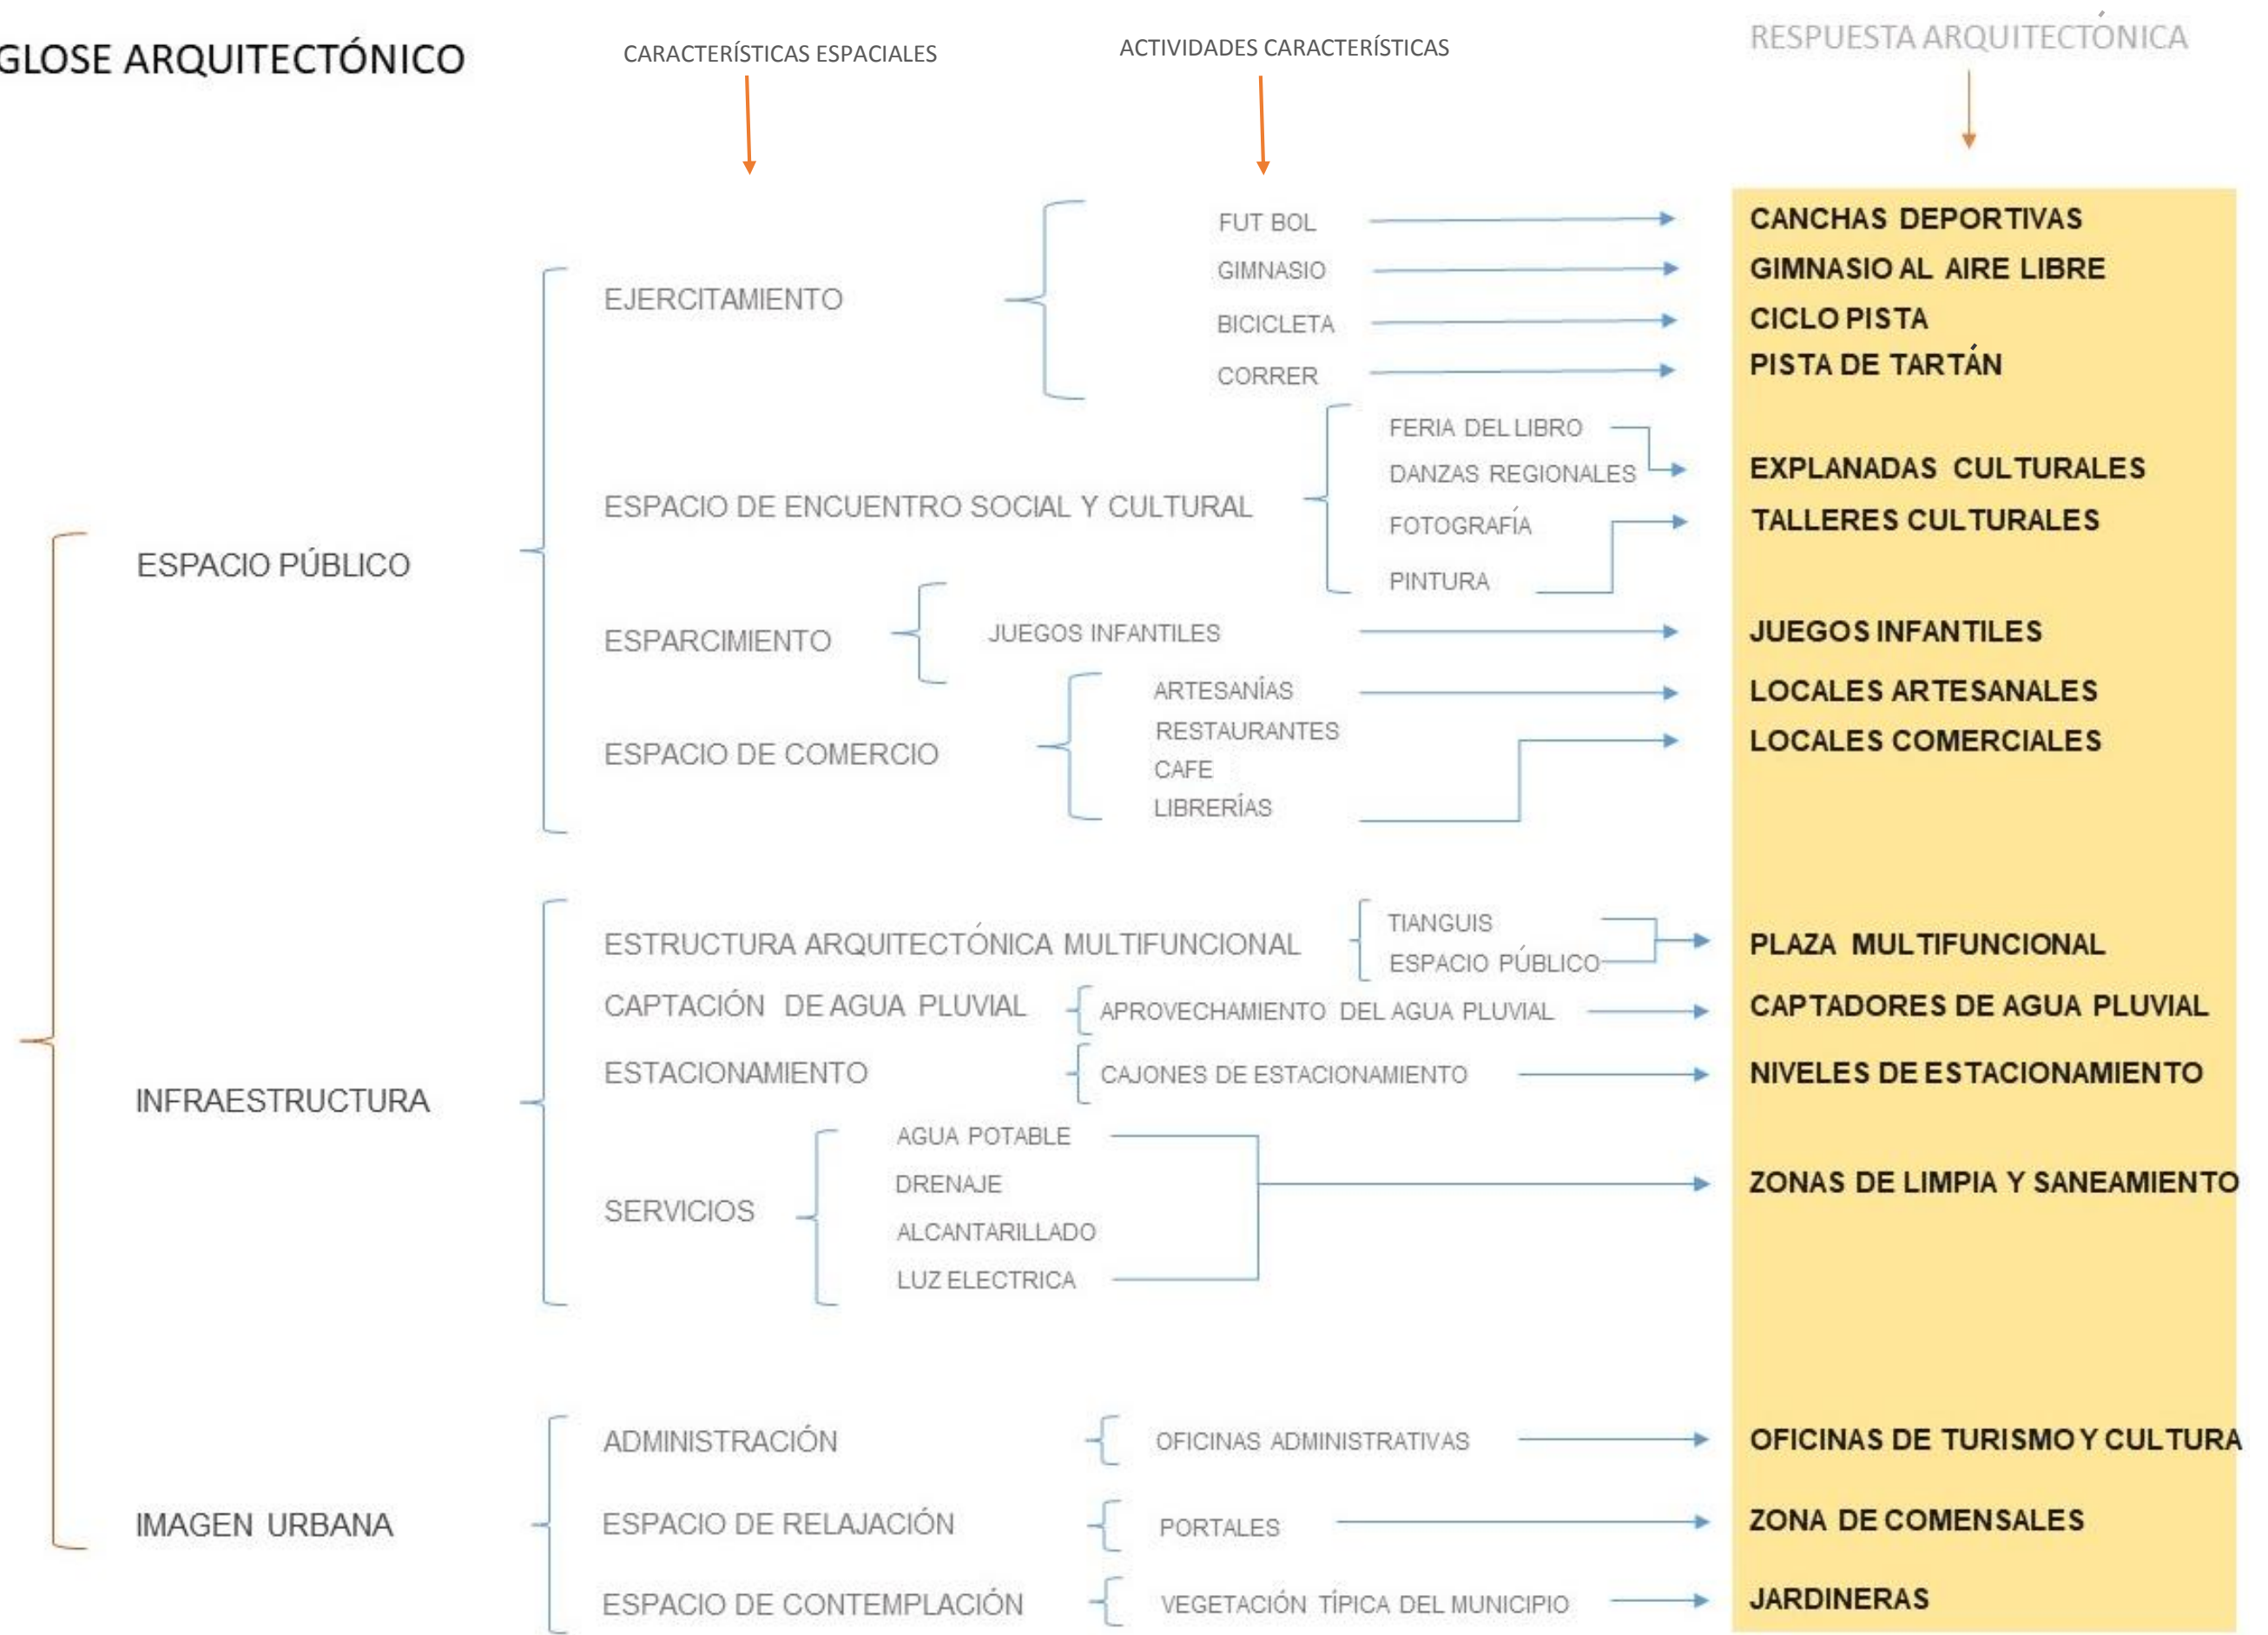 GLOSE ARQUITECTÓNICO
CARACTERÍSTICAS ESPACIALES
ACTIVIDADES CARACTERÍSTICAS
RESPUESTA ARQUITECTÓNICA
ESPACIO PÚBLICO
EJERCITAMIENTO
FUT BOL
CANCHAS DEPORTIVAS
GIMNASIO
GIMNASIO AL AIRE LIBRE
BICICLETA
CICLO PISTA
CORRER
PISTA DE TARTÁN
ESPACIO DE ENCUENTRO SOCIAL Y CULTURAL
FERIA DEL LIBRO
DANZAS REGIONALES
EXPLANADAS CULTURALES
FOTOGRAFÍA
PINTURA
TALLERES CULTURALES
ESPARCIMIENTO
JUEGOS INFANTILES
JUEGOS INFANTILES
ESPACIO DE COMERCIO
ARTESANÍAS
LOCALES ARTESANALES
RESTAURANTES
CAFE
LIBRERÍAS
LOCALES COMERCIALES
INFRAESTRUCTURA
ESTRUCTURA ARQUITECTÓNICA MULTIFUNCIONAL
TIANGUIS
ESPACIO PÚBLICO
PLAZA MULTIFUNCIONAL
CAPTACIÓN DE AGUA PLUVIAL
APROVECHAMIENTO DEL AGUA PLUVIAL
CAPTADORES DE AGUA PLUVIAL
ESTACIONAMIENTO
CAJONES DE ESTACIONAMIENTO
NIVELES DE ESTACIONAMIENTO
SERVICIOS
AGUA POTABLE
DRENAJE
ALCANTARILLADO
LUZ ELECTRICA
ZONAS DE LIMPIA Y SANEAMIENTO
IMAGEN URBANA
ADMINISTRACIÓN
OFICINAS ADMINISTRATIVAS
OFICINAS DE TURISMO Y CULTURA
ESPACIO DE RELAJACIÓN
PORTALES
ZONA DE COMENSALES
ESPACIO DE CONTEMPLACIÓN
VEGETACIÓN TÍPICA DEL MUNICIPIO
JARDINERAS